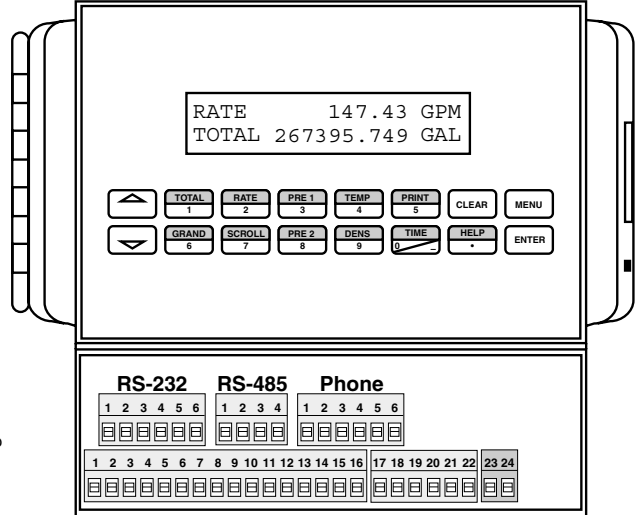 RATE 147.43 GPM
TOTAL 267395.749 GAL
TOTAL RATE PRE 1 TEMP PRINT CLEAR MENU
1 2 3 4 5
GRAND SCROLL PRE 2 DENS TIME HELP ENTER
6 7 8 9 0 – •
RS-232 RS-485 Phone
1 2 3 4 5 6 1 2 3 4 1 2 3 4 5 6
1 2 3 4 5 6 7 8 9 10 11 12 13 14 15 16 17 18 19 20 21 22 23 24